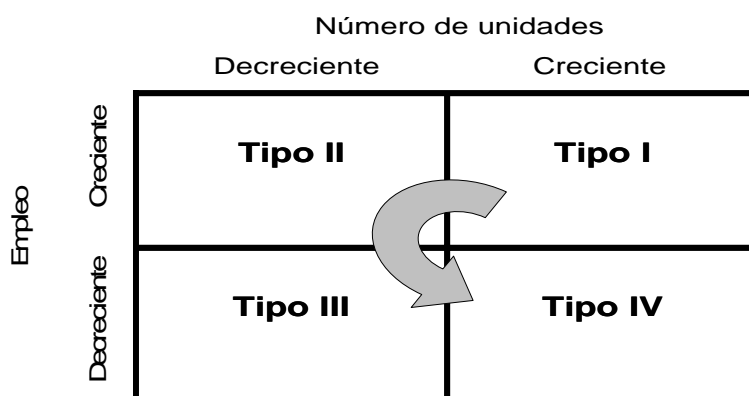 Número de unidades
Decreciente Creciente
Empleo
Creciente
Tipo II Tipo I
Decreciente
Tipo III Tipo IV